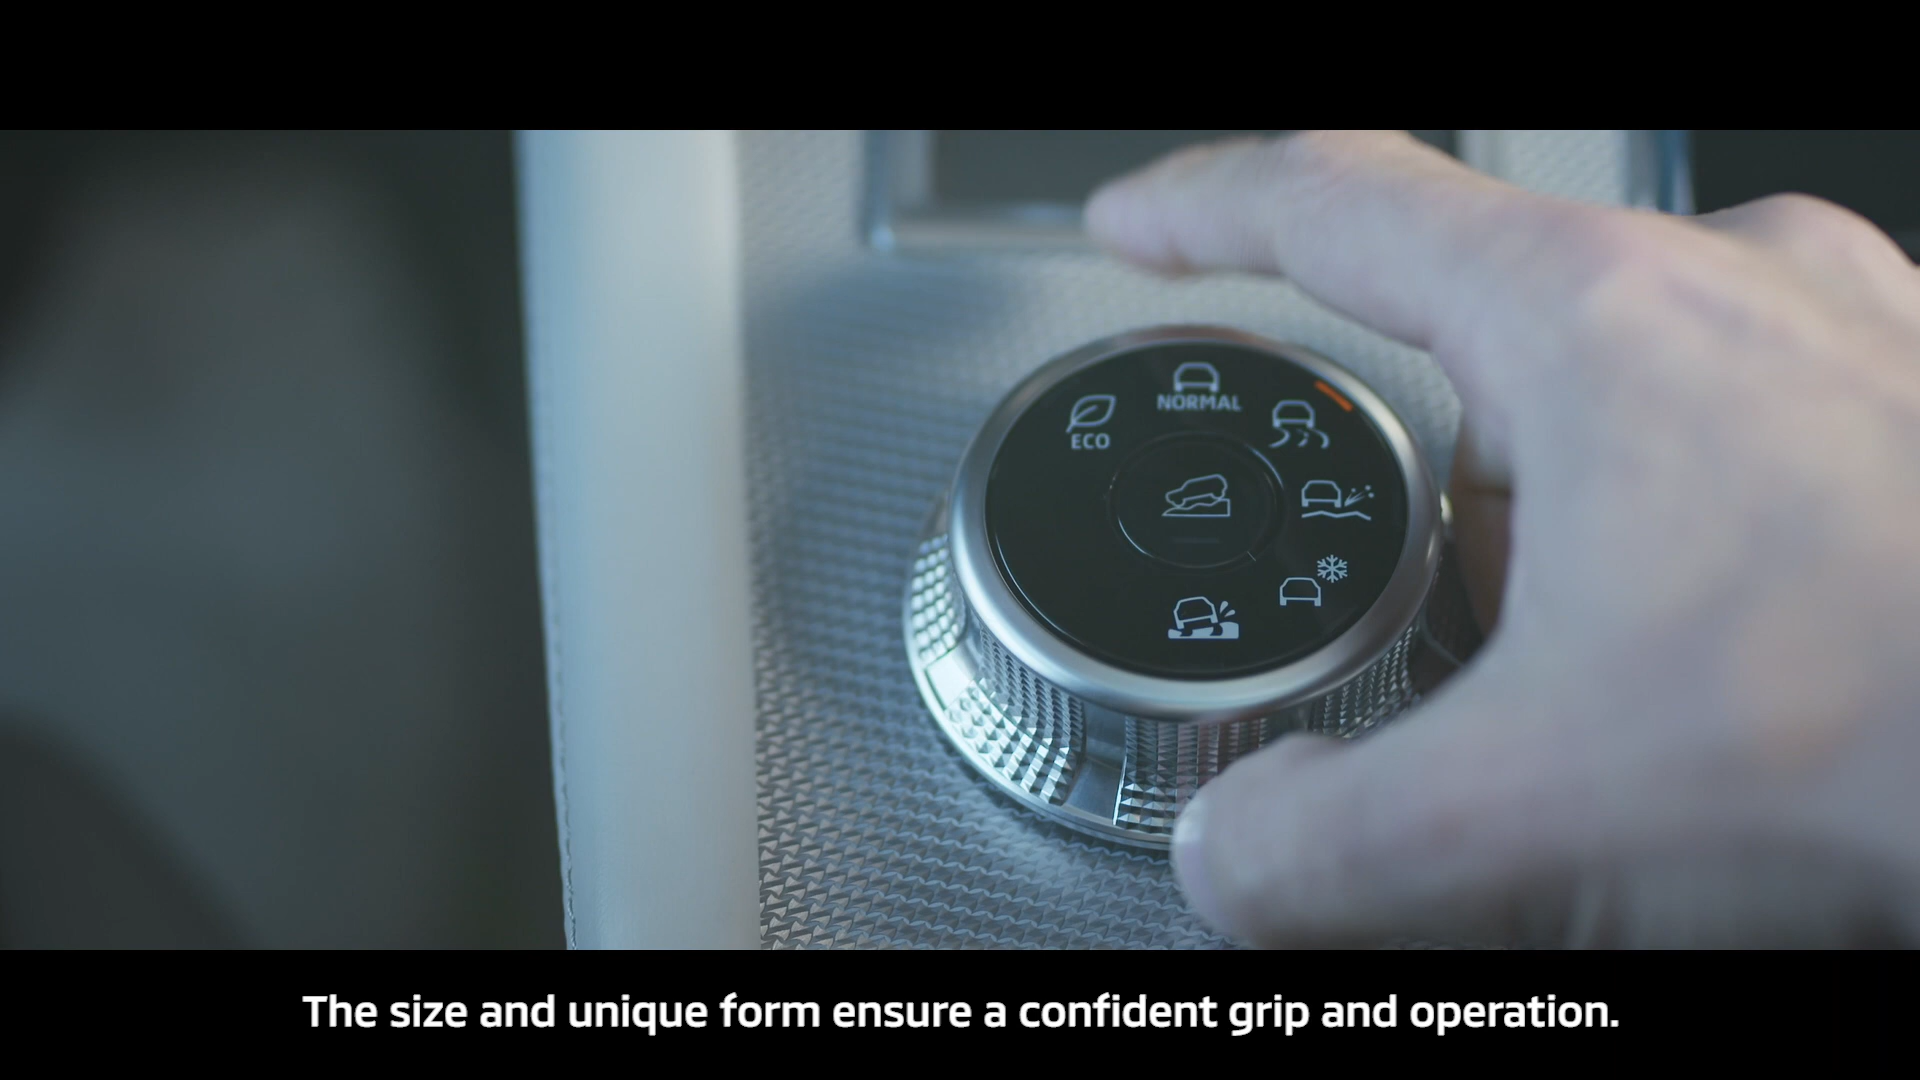 NORMAL
ECO
The size and unique form ensure a confident grip and operation.